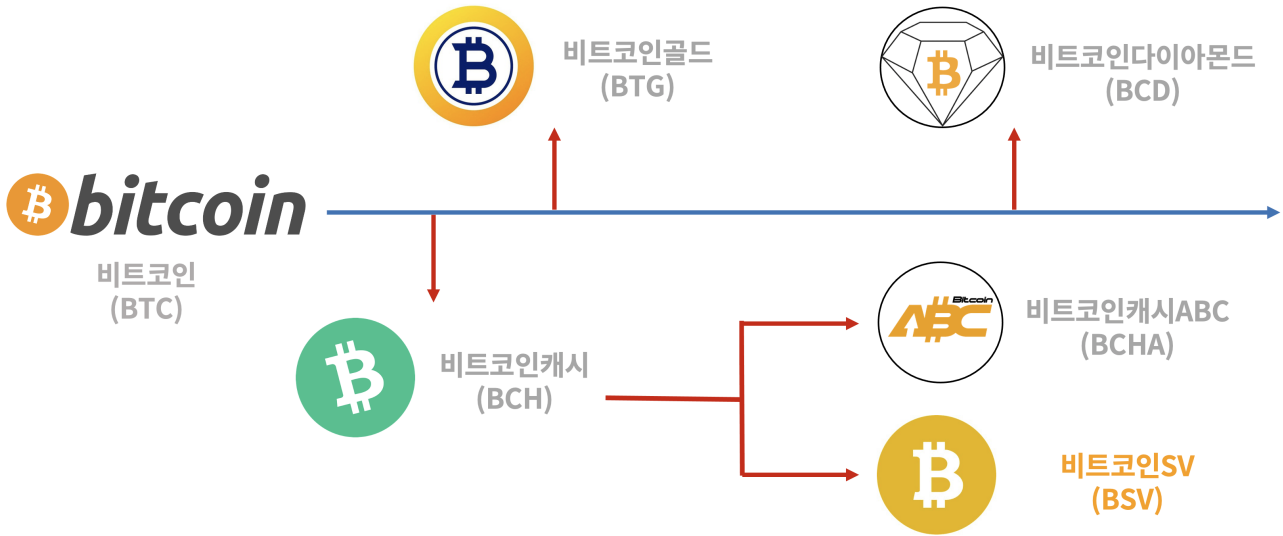 비트코인골드
(BTG)
비트코인다이아몬드
(BCD)
bitcoin
비트코인
(BTC)
비트코인캐시
(BCH)
Bitcoin
ABC
비트코인캐시ABC
(BCHA)
비트코인SV
(BSV)